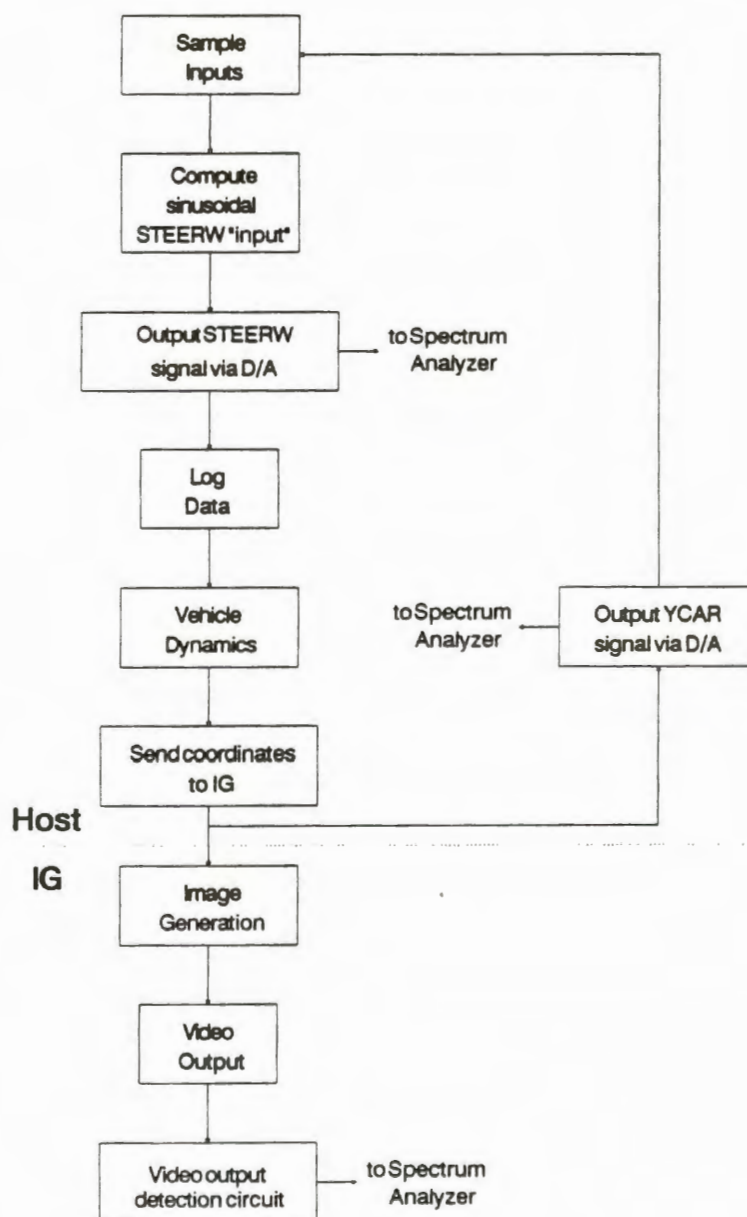 Sample
Inputs
Compute
sinusoidal
STEERW "input"
Output STEERW
signal via D/A
to Spectrum
Analyzer
Log
Data
Vehicle
Dynamics
to Spectrum
Analyzer
Output YCAR
signal via D/A
Send coordinates
to IG
Host
IG
Image
Generation
Video
Output
Video output
detection circuit
to Spectrum
Analyzer